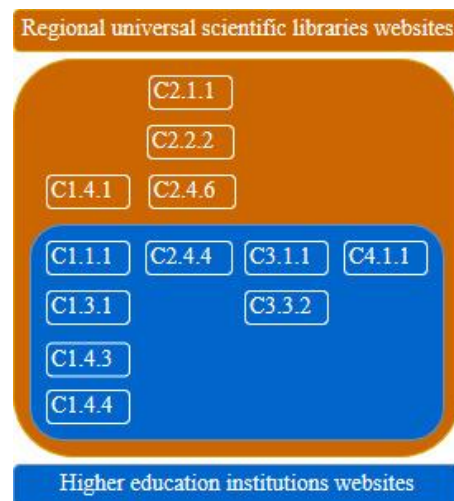 Regional universal scientific libraries websites
C2.1.1
C2.2.2
C1.4.1 C2.4.6
C1.1.1 C2.4.4 C3.1.1 C4.1.1
C1.3.1 C3.3.2
C1.4.3
C1.4.4
Higher education institutions websites